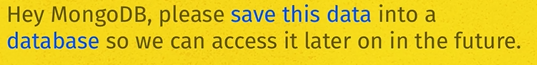 Hey MongoDB, please save this data into a
database so we can access it later on in the future.